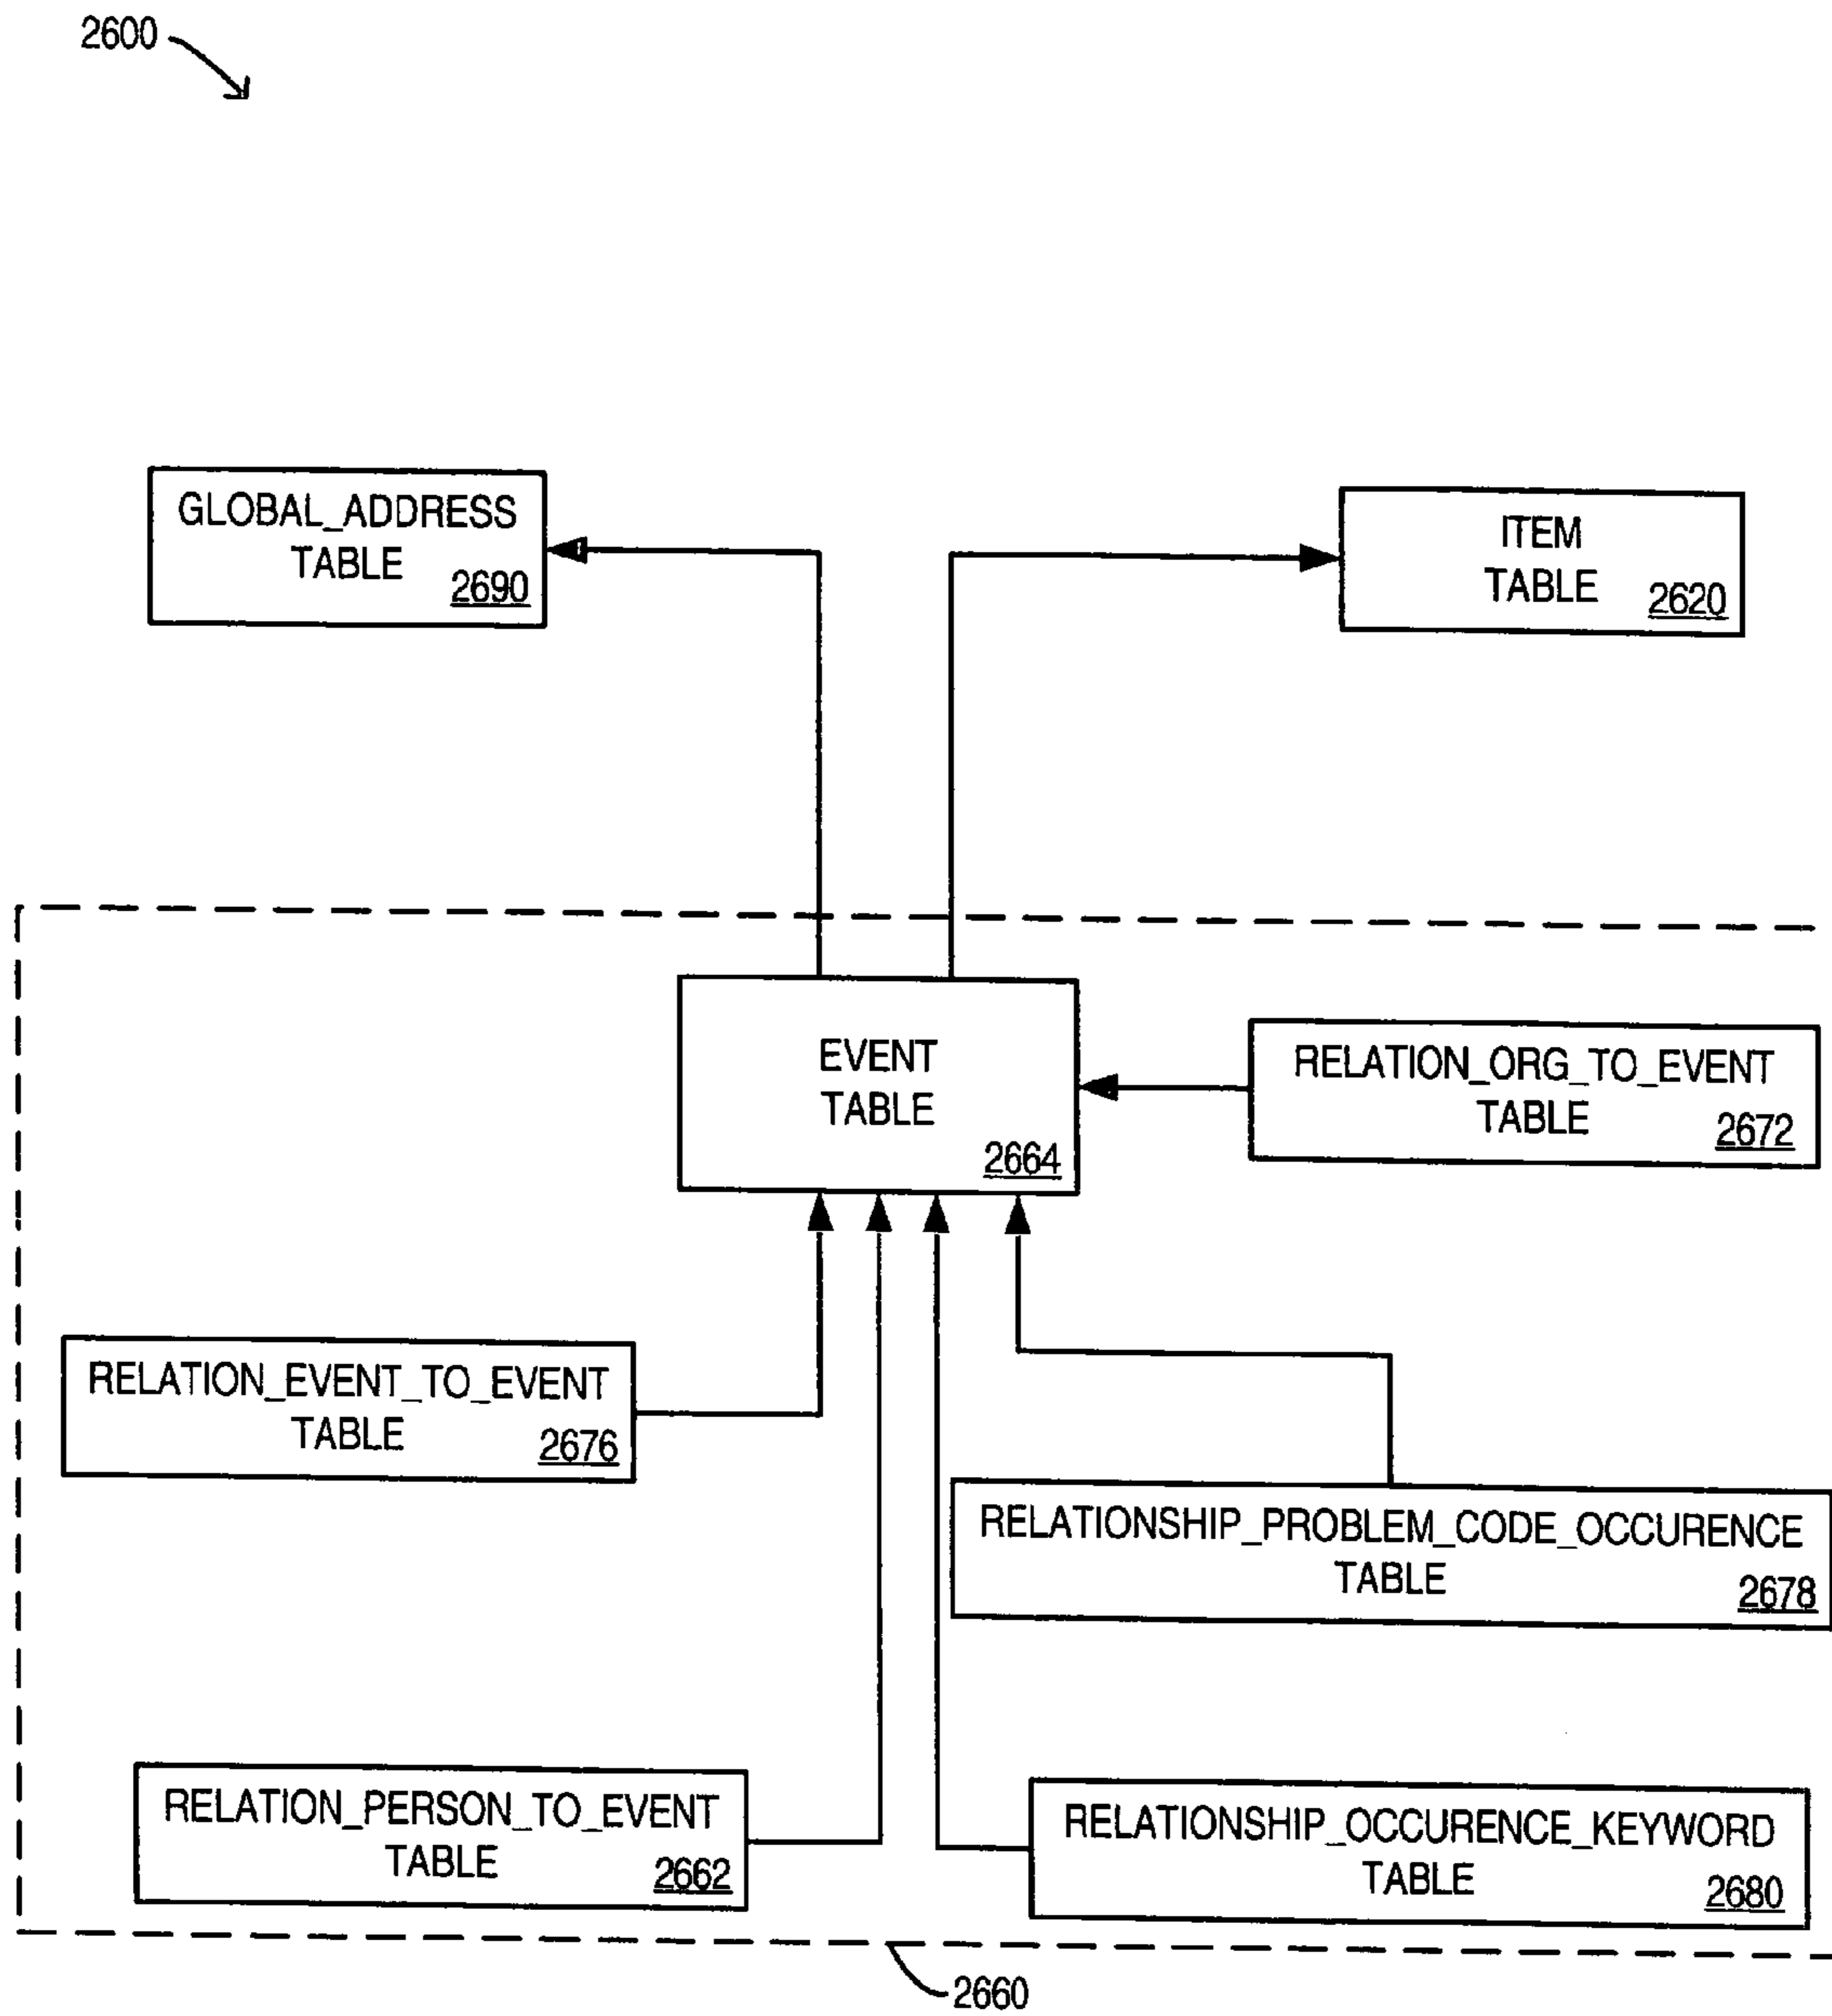 2600
GLOBAL_ADDRESS
TABLE
2690
ITEM
TABLE
2620
EVENT
TABLE
2664
RELATION_ORG_TO_EVENT
TABLE
2672
RELATION_EVENT_TO_EVENT
TABLE
2676
RELATIONSHIP_PROBLEM_CODE_OCCURENCE
TABLE
2678
RELATION_PERSON_TO_EVENT
TABLE
2662
RELATIONSHIP_OCCURENCE_KEYWORD
TABLE
2680
2660